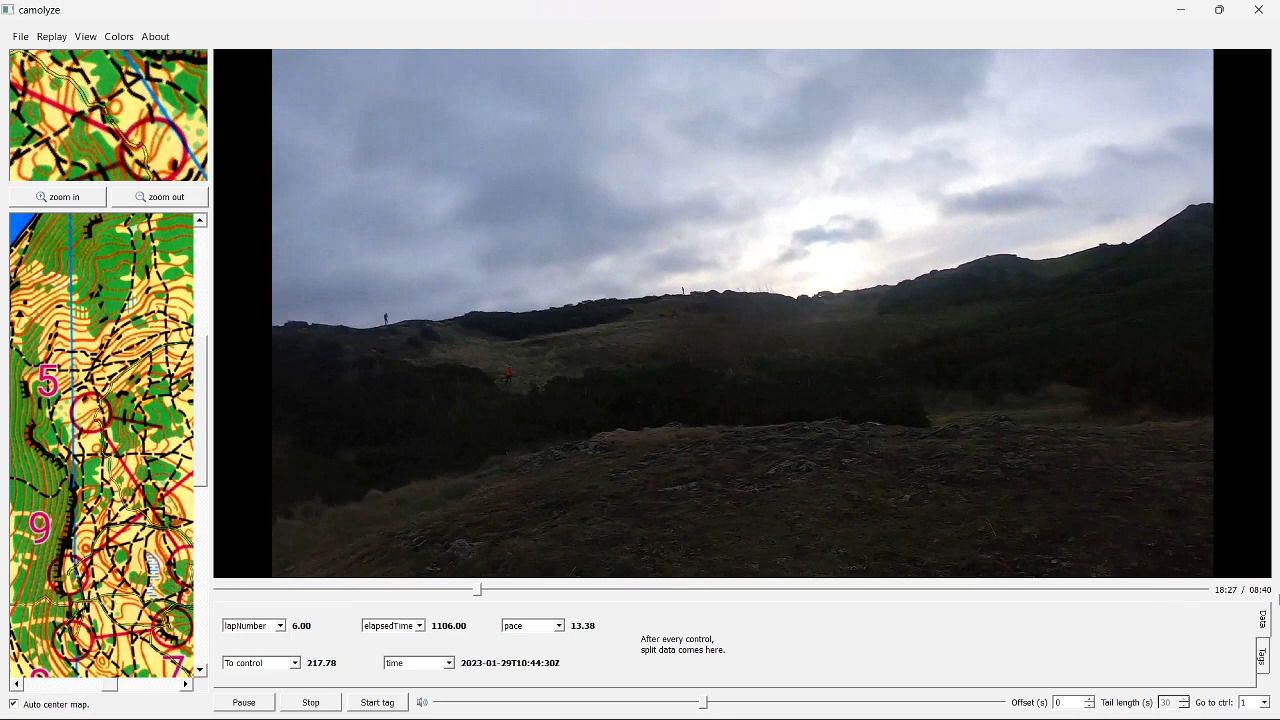 camolyze
File Replay View Colors About
zoom in
zoom out
5
9
7
18:27 / 08:40
lapNumber 6.00 elapsedTime 1106.00 pace 13.38
After every control,
split data comes here.
To control 217.78 time 2023-01-29T10:44:30Z
Data
Tags
Auto center map.
Pause Stop Start tag Offset (s) 0 Tail length (s) 30 Go to ctrl: 1